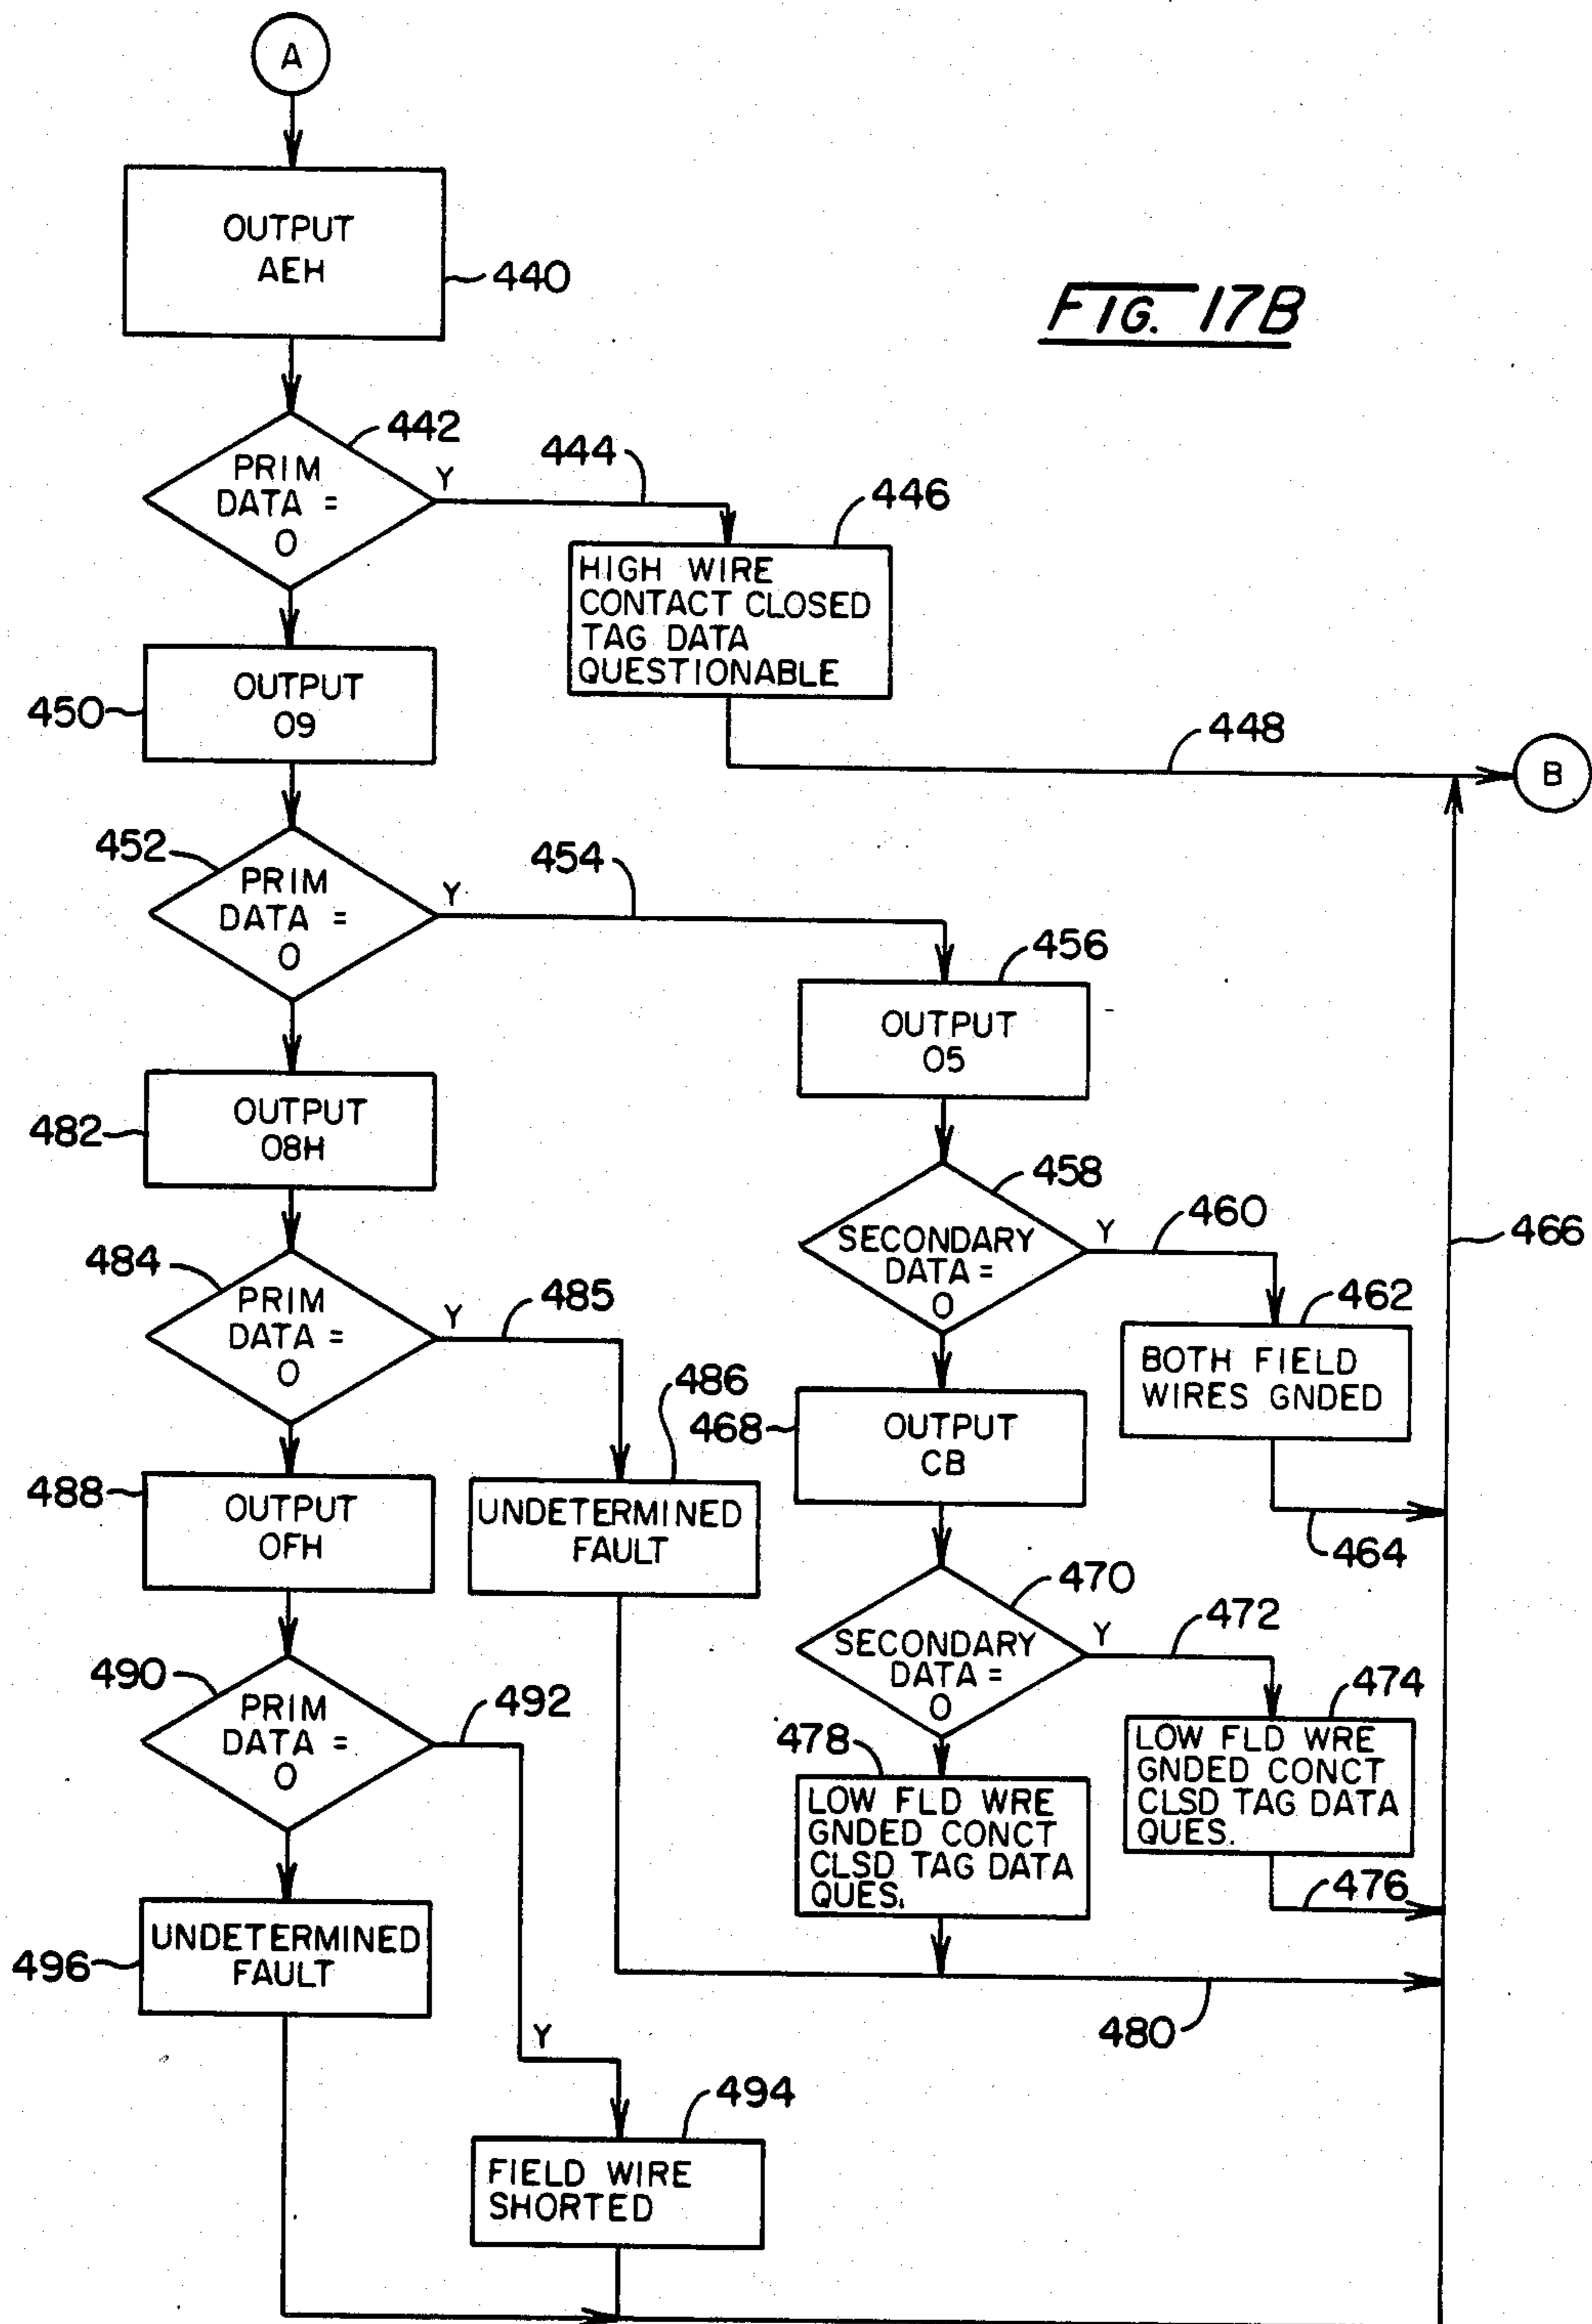 A
OUTPUT
AEH
440
FIG. 17B
442
PRIM
DATA =
0
Y
444
446
HIGH WIRE
CONTACT CLOSED
TAG DATA
QUESTIONABLE
448
B
450
OUTPUT
09
452
PRIM
DATA =
0
Y
454
456
OUTPUT
05
458
SECONDARY
DATA =
0
Y
460
462
BOTH FIELD
WIRES GNDED
464
466
482
OUTPUT
08H
484
PRIM
DATA =
0
Y
485
486
UNDETERMINED
FAULT
468
OUTPUT
CB
470
SECONDARY
DATA =
0
Y
472
474
LOW FLD WRE
GNDED CONCT
CLSD TAG DATA
QUES.
476
478
LOW FLD WRE
GNDED CONCT
CLSD TAG DATA
QUES.
480
488
OUTPUT
OFH
490
PRIM
DATA =
0
492
Y
494
FIELD WIRE
SHORTED
496
UNDETERMINED
FAULT